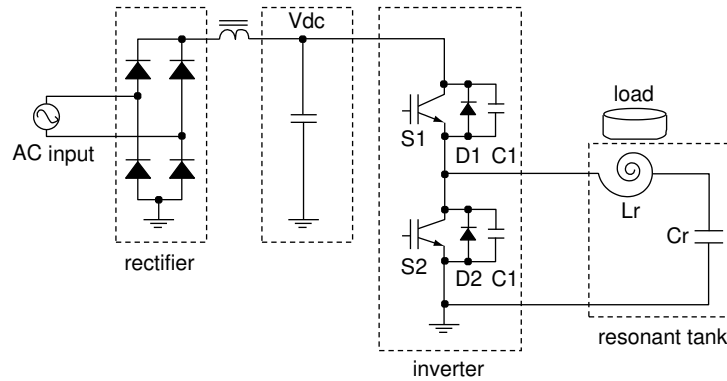 Vdc
load
AC input
S1
D1
C1
Lr
Cr
S2
D2
C1
rectifier
resonant tank
inverter